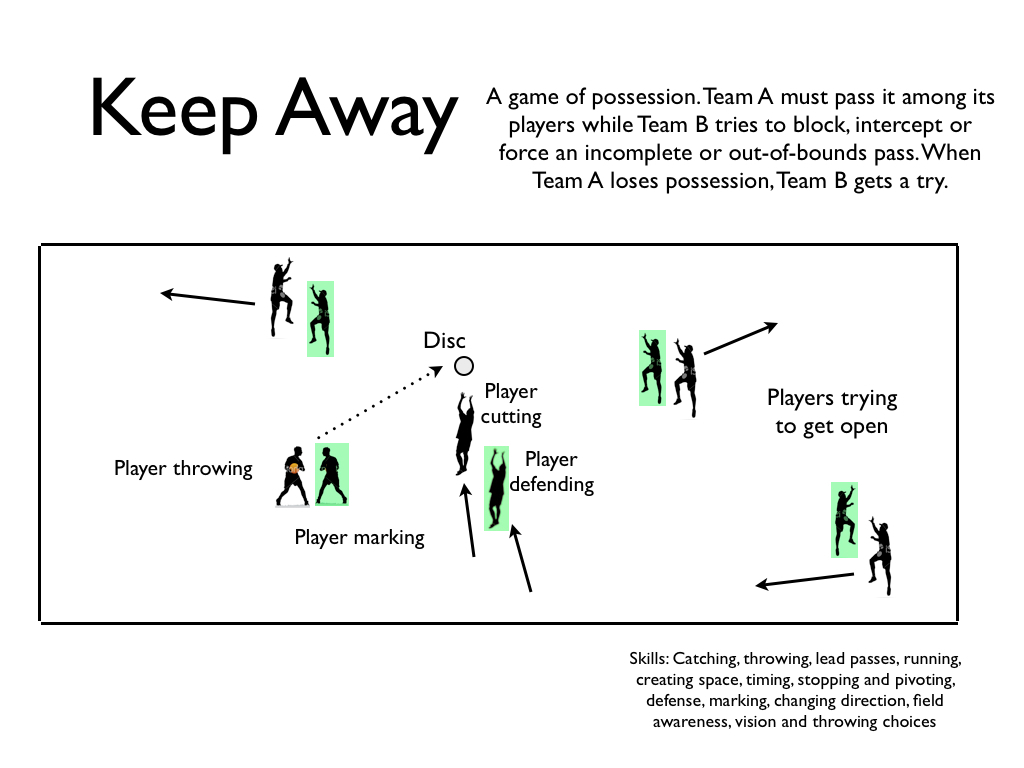 Keep Away
A game of possession. Team A must pass it among its
players while Team B tries to block, intercept or
force an incomplete or out-of-bounds pass. When
Team A loses possession, Team B gets a try.
Disc
Player
cutting
Players trying
to get open
Player throwing
Player
defending
Player marking
Skills: Catching, throwing, lead passes, running,
creating space, timing, stopping and pivoting,
defense, marking, changing direction, field
awareness, vision and throwing choices